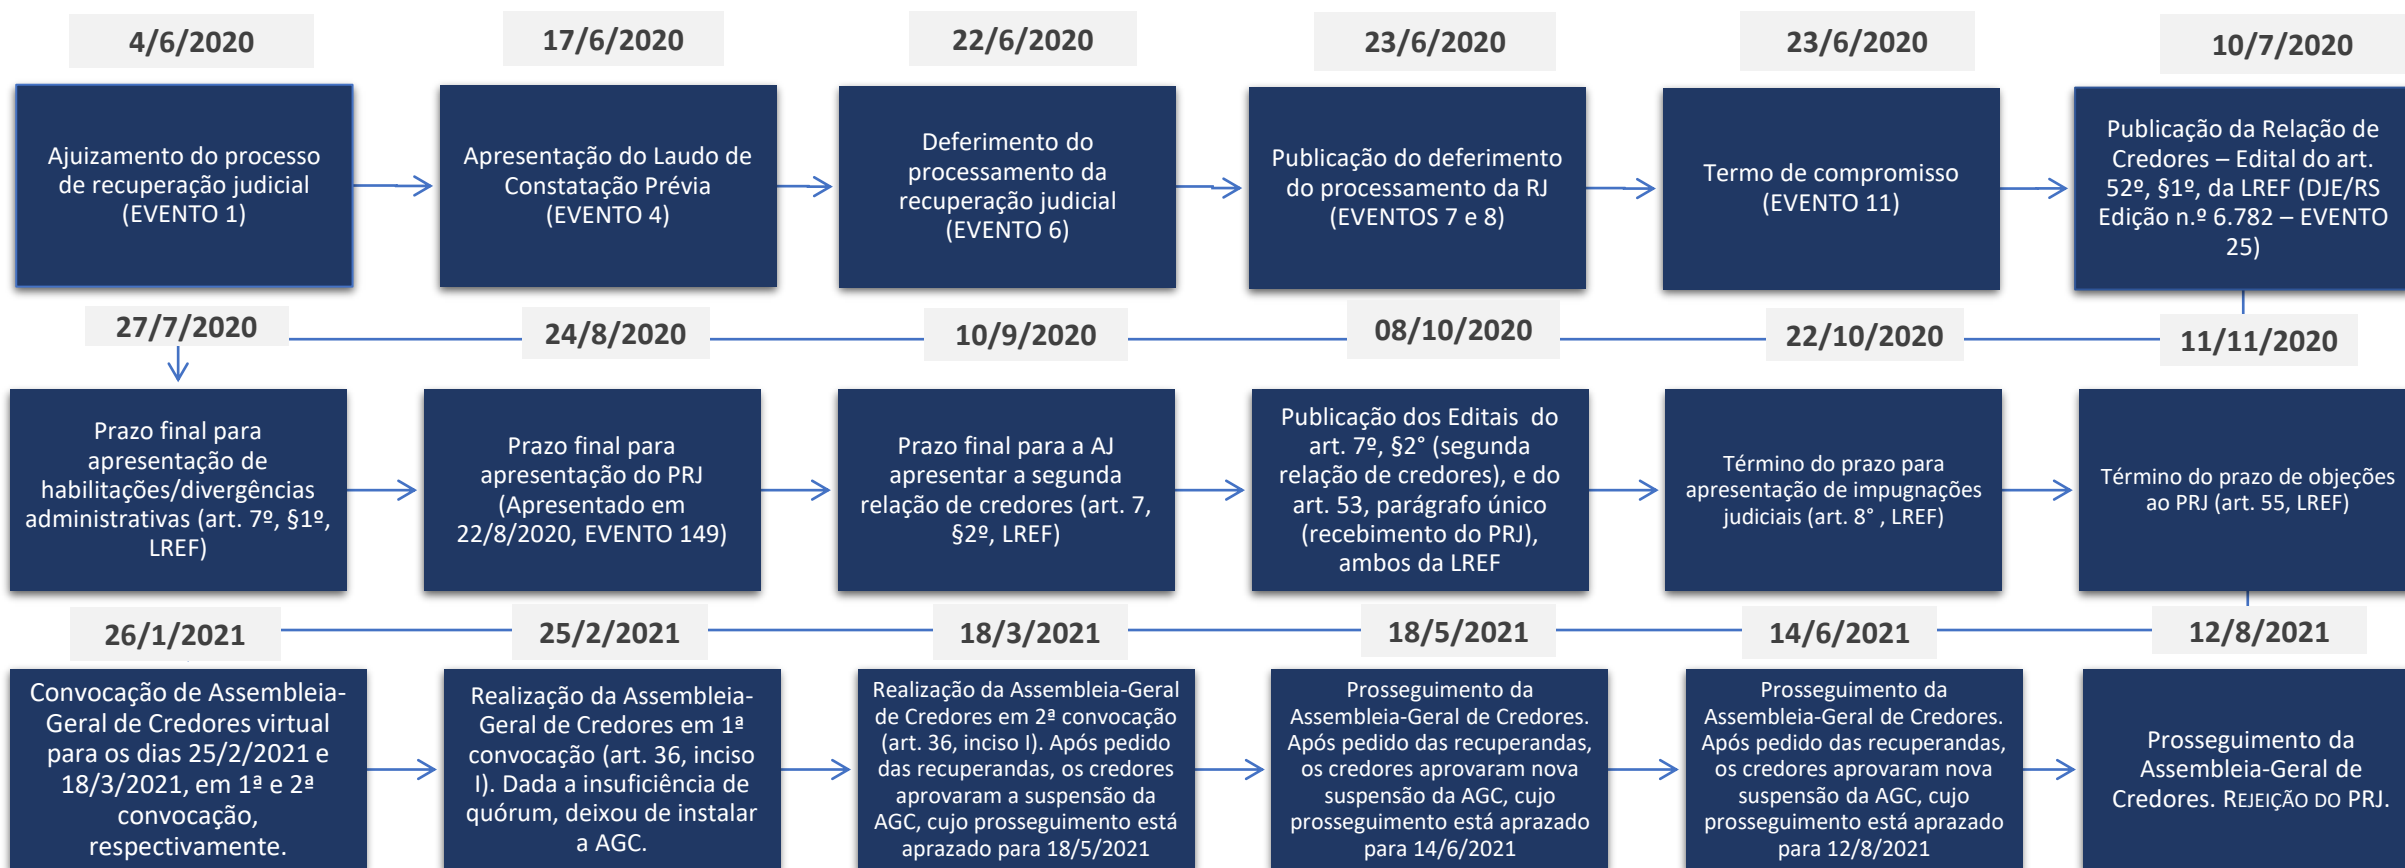 4/6/2020
Ajuizamento do processo
de recuperação judicial
(EVENTO 1)
17/6/2020
Apresentação do Laudo de
Constatação Prévia
(EVENTO 4)
22/6/2020
Deferimento do
processamento da
recuperação judicial
(EVENTO 6)
23/6/2020
Publicação do deferimento
do processamento da RJ
(EVENTOS 7 e 8)
23/6/2020
Termo de compromisso
(EVENTO 11)
10/7/2020
Publicação da Relação de
Credores – Edital do art.
52º, §1º, da LREF (DJE/RS
Edição n.º 6.782 – EVENTO
25)
27/7/2020
Prazo final para
apresentação de
habilitações/divergências
administrativas (art. 7º, §1º,
LREF)
24/8/2020
Prazo final para
apresentação do PRJ
(Apresentado em
22/8/2020, EVENTO 149)
10/9/2020
Prazo final para a AJ
apresentar a segunda
relação de credores (art. 7,
§2º, LREF)
08/10/2020
Publicação dos Editais do
art. 7º, §2° (segunda
relação de credores), e do
art. 53, parágrafo único
(recebimento do PRJ),
ambos da LREF
22/10/2020
Término do prazo para
apresentação de impugnações
judiciais (art. 8° , LREF)
11/11/2020
Término do prazo de objeções
ao PRJ (art. 55, LREF)
26/1/2021
Convocação de Assembleia-
Geral de Credores virtual
para os dias 25/2/2021 e
18/3/2021, em 1ª e 2ª
convocação,
respectivamente.
25/2/2021
Realização da Assembleia-
Geral de Credores em 1ª
convocação (art. 36, inciso
I). Dada a insuficiência de
quórum, deixou de instalar
a AGC.
18/3/2021
Realização da Assembleia-Geral
de Credores em 2ª convocação
(art. 36, inciso I). Após pedido
das recuperandas, os credores
aprovaram a suspensão da
AGC, cujo prosseguimento está
aprazado para 18/5/2021
18/5/2021
Prosseguimento da
Assembleia-Geral de Credores.
Após pedido das recuperandas,
os credores aprovaram nova
suspensão da AGC, cujo
prosseguimento está aprazado
para 14/6/2021
14/6/2021
Prosseguimento da
Assembleia-Geral de Credores.
Após pedido das recuperandas,
os credores aprovaram nova
suspensão da AGC, cujo
prosseguimento está aprazado
para 12/8/2021
12/8/2021
Prosseguimento da
Assembleia-Geral de
Credores. REJEIÇÃO DO PRJ.